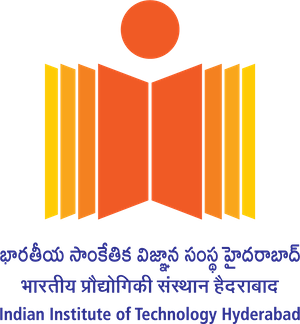 భారతీయ సాంకేతిక విజ్ఞాన సంస్థ హైదరాబాద్
भारतीय प्रौद्योगिकी संस्थान हैदराबाद
Indian Institute of Technology Hyderabad